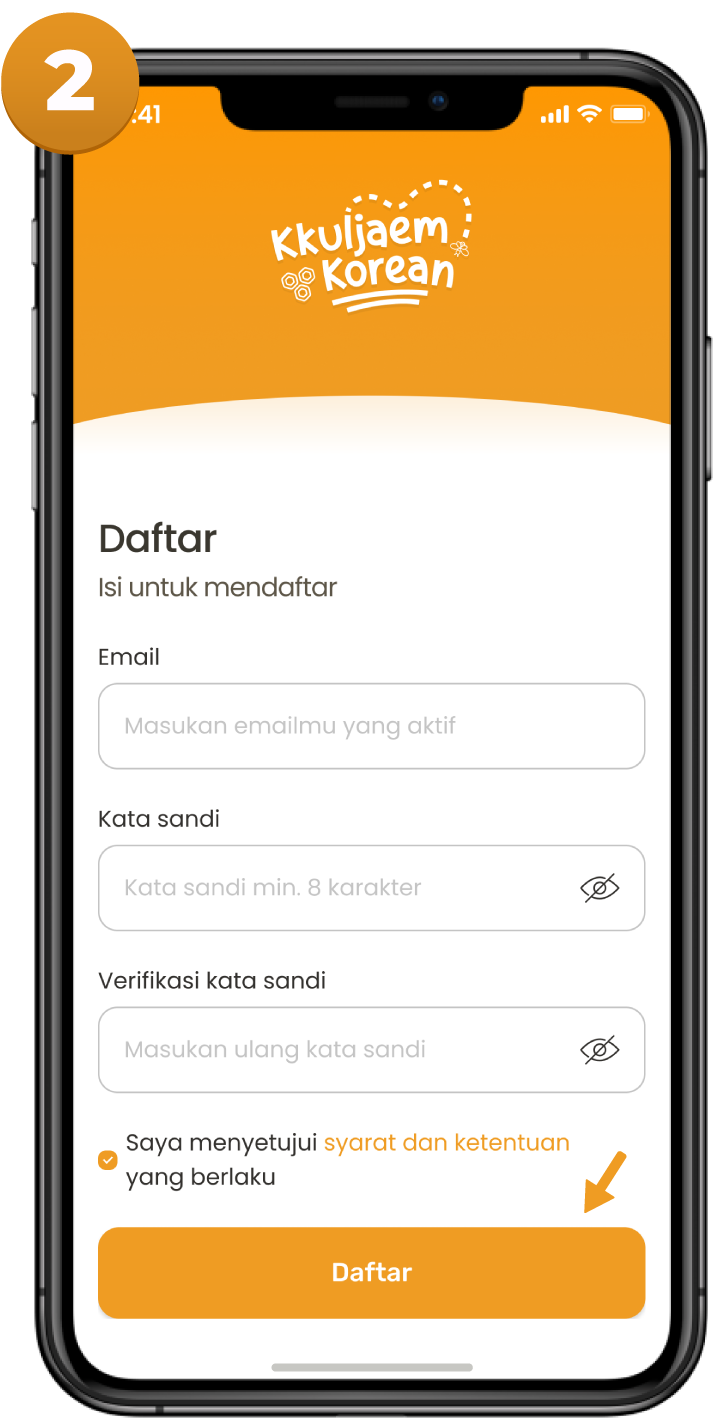 2
:41
Kkuljaem
Korean
Daftar
Isi untuk mendaftar
Email
Masukan emailmu yang aktif
Kata sandi
Kata sandi min. 8 karakter
Verifikasi kata sandi
Masukan ulang kata sandi
Saya menyetujui syarat dan ketentuan
yang berlaku
Daftar